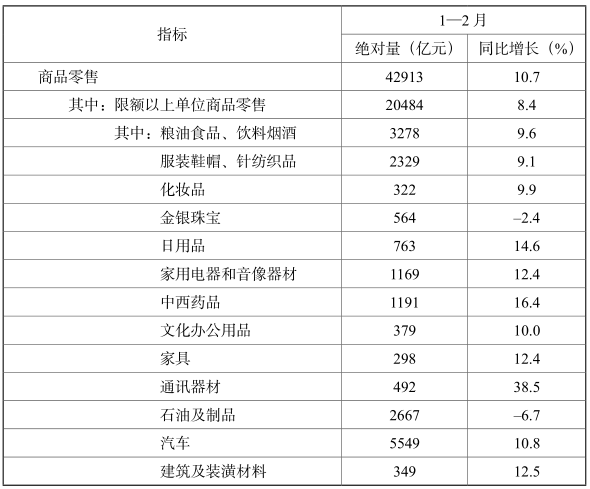 指标 1—2月
绝对量（亿元） 同比增长（%）
商品零售 42913 10.7
其中：限额以上单位商品零售 20484 8.4
其中：粮油食品、饮料烟酒 3278 9.6
服装鞋帽、针纺织品 2329 9.1
化妆品 322 9.9
金银珠宝 564 –2.4
日用品 763 14.6
家用电器和音像器材 1169 12.4
中西药品 1191 16.4
文化办公用品 379 10.0
家具 298 12.4
通讯器材 492 38.5
石油及制品 2667 –6.7
汽车 5549 10.8
建筑及装潢材料 349 12.5